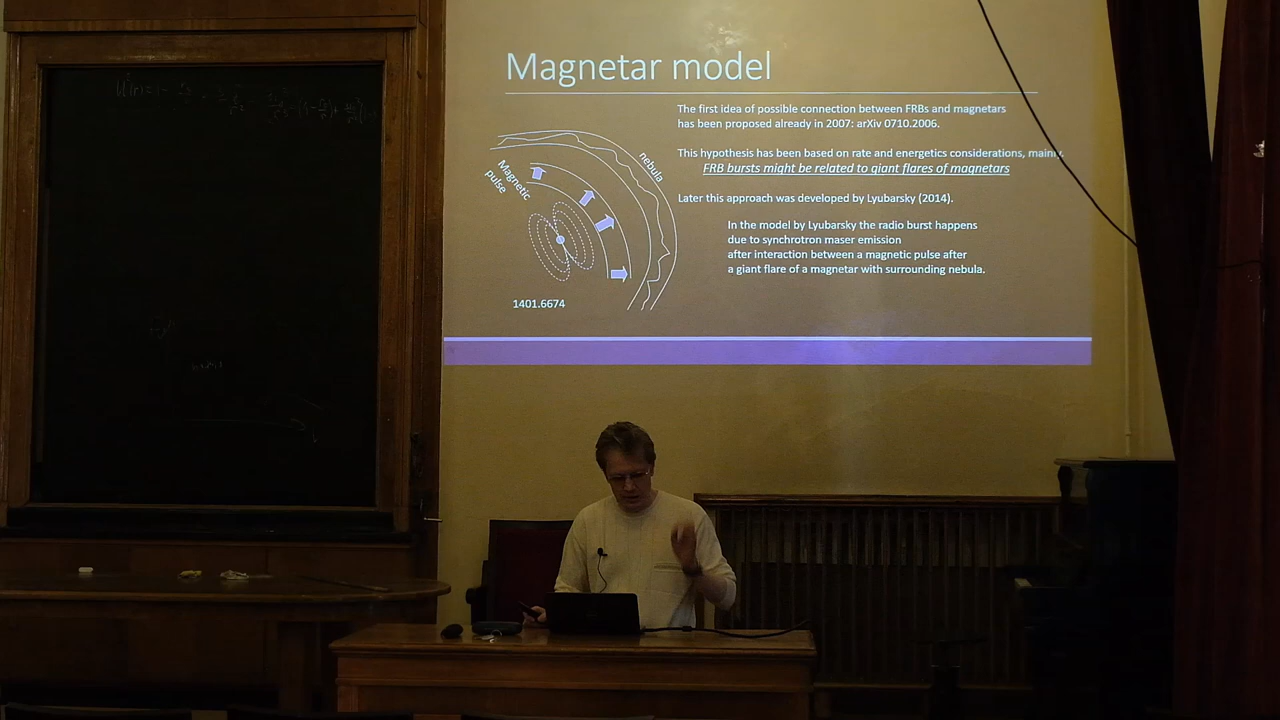 Magnetar model
The first idea of possible connection between FRBs and magnetars
has been proposed already in 2007: arXiv 0710.2006.
This hypothesis has been based on rate and energetics considerations, mainly
FRB bursts might be related to giant flares of magnetars
Later this approach was developed by Lyubarsky (2014).
In the model by Lyubarsky the radio burst happens
due to synchrotron maser emission
after interaction between a magnetic pulse after
a giant flare of a magnetar with surrounding nebula.
nebula
Magnetic
pulse
1401.6674